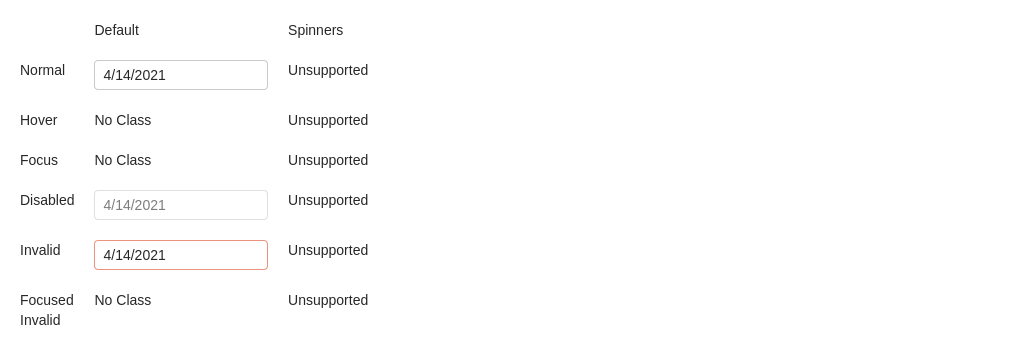 Default Spinners
Normal 4/14/2021 Unsupported
Hover No Class Unsupported
Focus No Class Unsupported
Disabled 4/14/2021 Unsupported
Invalid 4/14/2021 Unsupported
Focused No Class Unsupported
Invalid